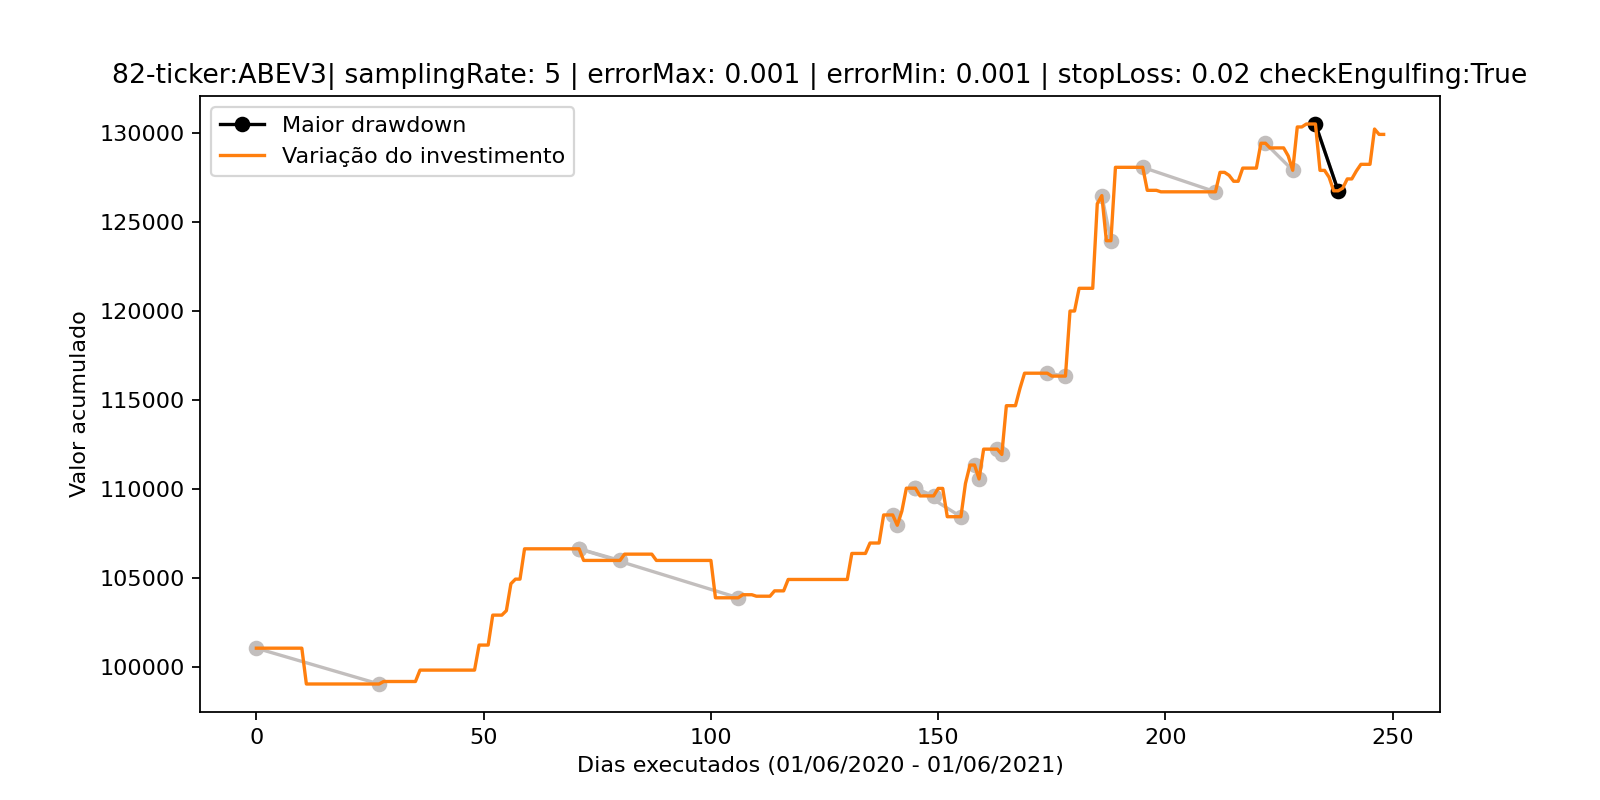 82-ticker:ABEV3| samplingRate: 5 | errorMax: 0.001 | errorMin: 0.001 | stopLoss: 0.02 checkEngulfing:True
Maior drawdown
Variação do investimento
130000
125000
120000
115000
110000
105000
100000
Valor acumulado
0 50 100 150 200 250
Dias executados (01/06/2020 - 01/06/2021)